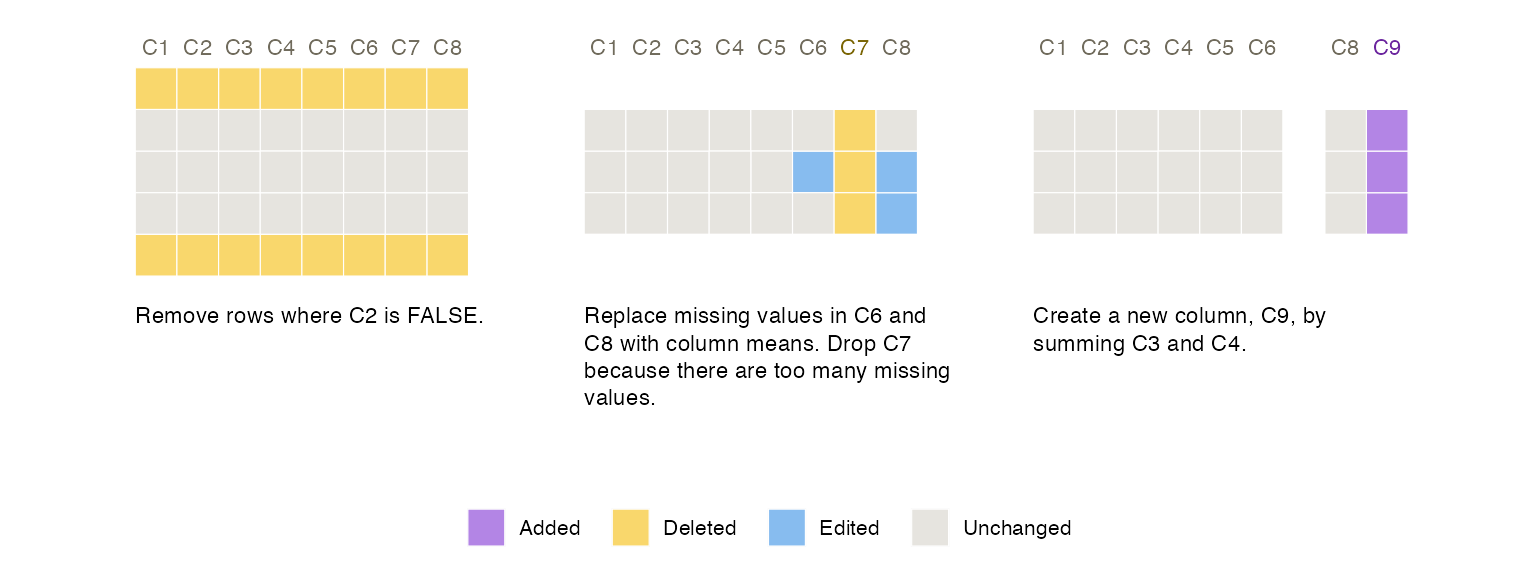 C1 C2 C3 C4 C5 C6 C7 C8
Remove rows where C2 is FALSE.
C1 C2 C3 C4 C5 C6 C7 C8
Replace missing values in C6 and
C8 with column means. Drop C7
because there are too many missing
values.
C1 C2 C3 C4 C5 C6 C8 C9
Create a new column, C9, by
summing C3 and C4.
Added Deleted Edited Unchanged